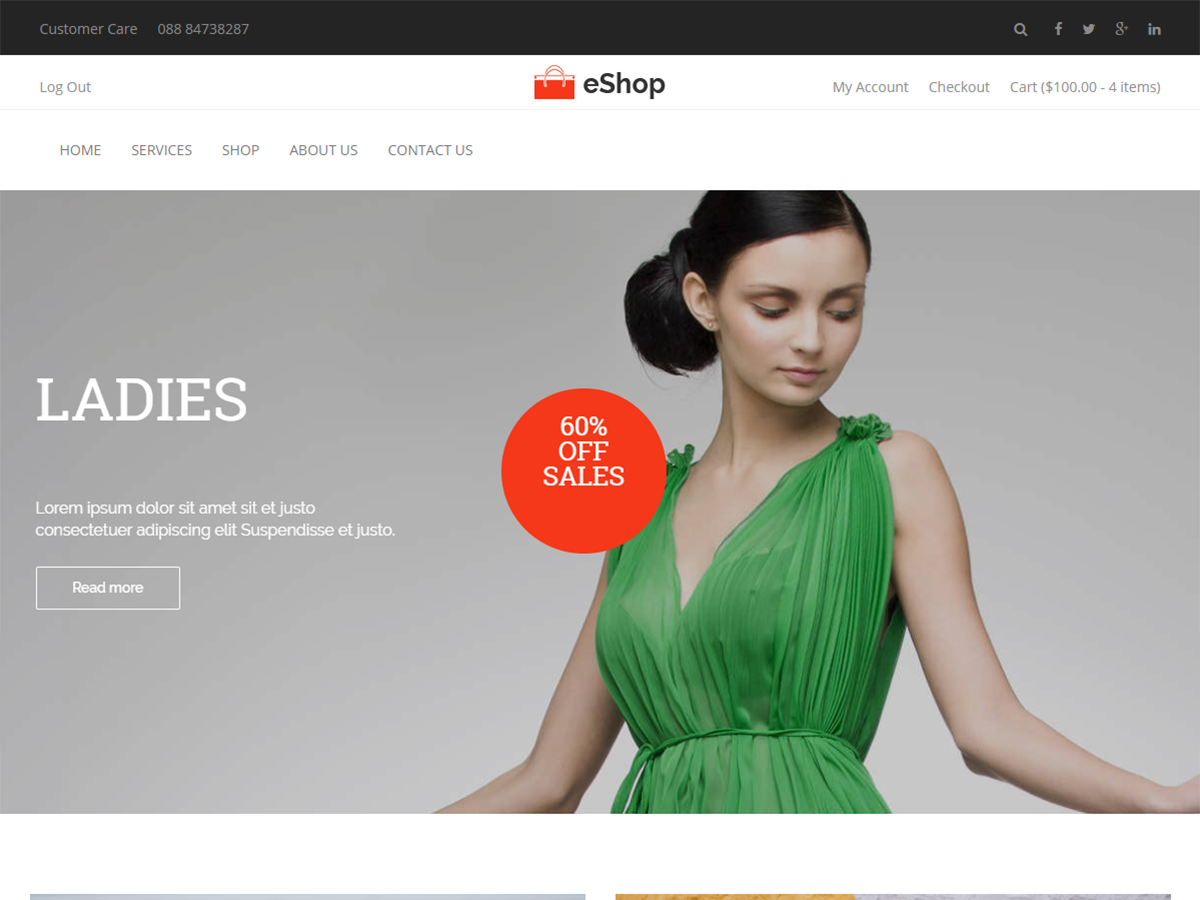 Customer Care 088 84738287
Log Out
eShop
My Account Checkout Cart ($100.00 - 4 items)
HOME SERVICES SHOP ABOUT US CONTACT US
LADIES
60%
OFF
SALES
Lorem ipsum dolor sit amet sit et justo
consectetuer adipiscing elit Suspendisse et justo.
Read more